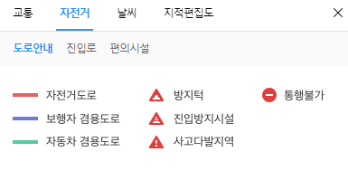 교통 자전거 날씨 지적편집도
도로안내 진입로 편의시설
자전거도로 방지턱 통행불가
보행자 겸용도로 진입방지시설
자동차 겸용도로 사고다발지역